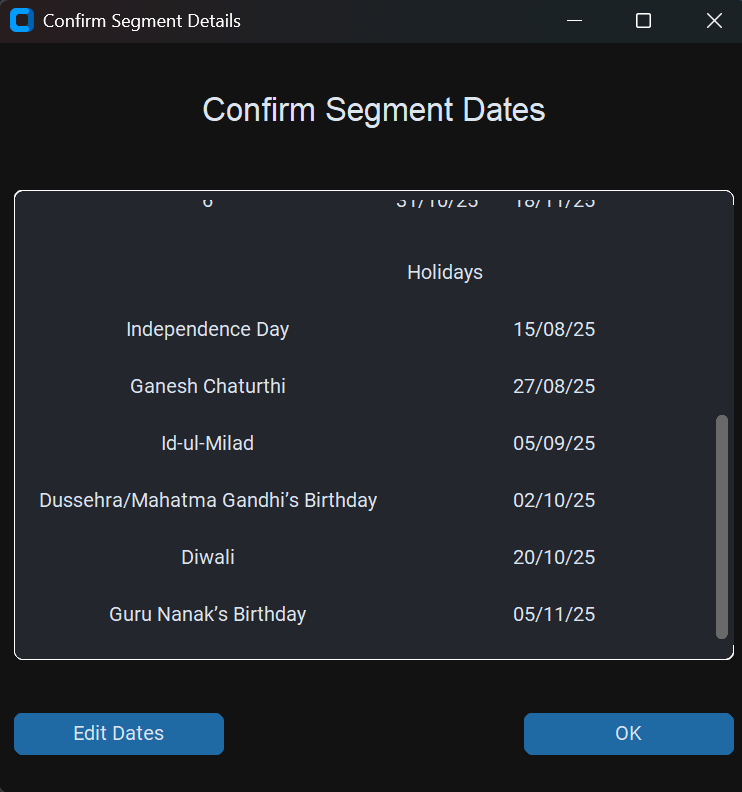 Confirm Segment Details
Confirm Segment Dates
6 31/10/25 18/11/25
Holidays
Independence Day 15/08/25
Ganesh Chaturthi 27/08/25
Id-ul-Milad 05/09/25
Dussehra/Mahatma Gandhi’s Birthday 02/10/25
Diwali 20/10/25
Guru Nanak’s Birthday 05/11/25
Edit Dates OK